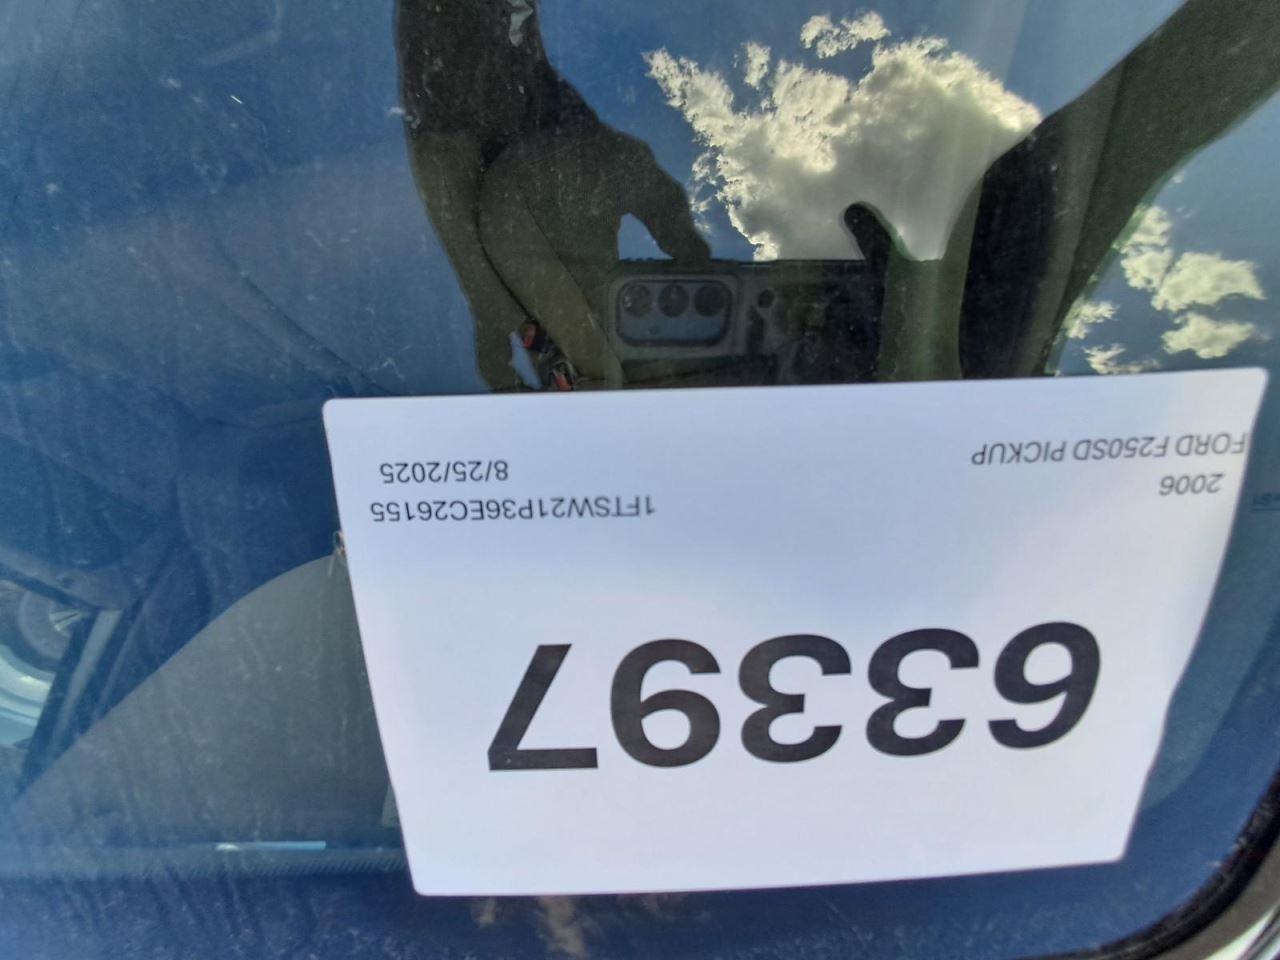 63397
1FTSW21P36EC26155
2006
8/25/2025
FORD F250SD PICKUP